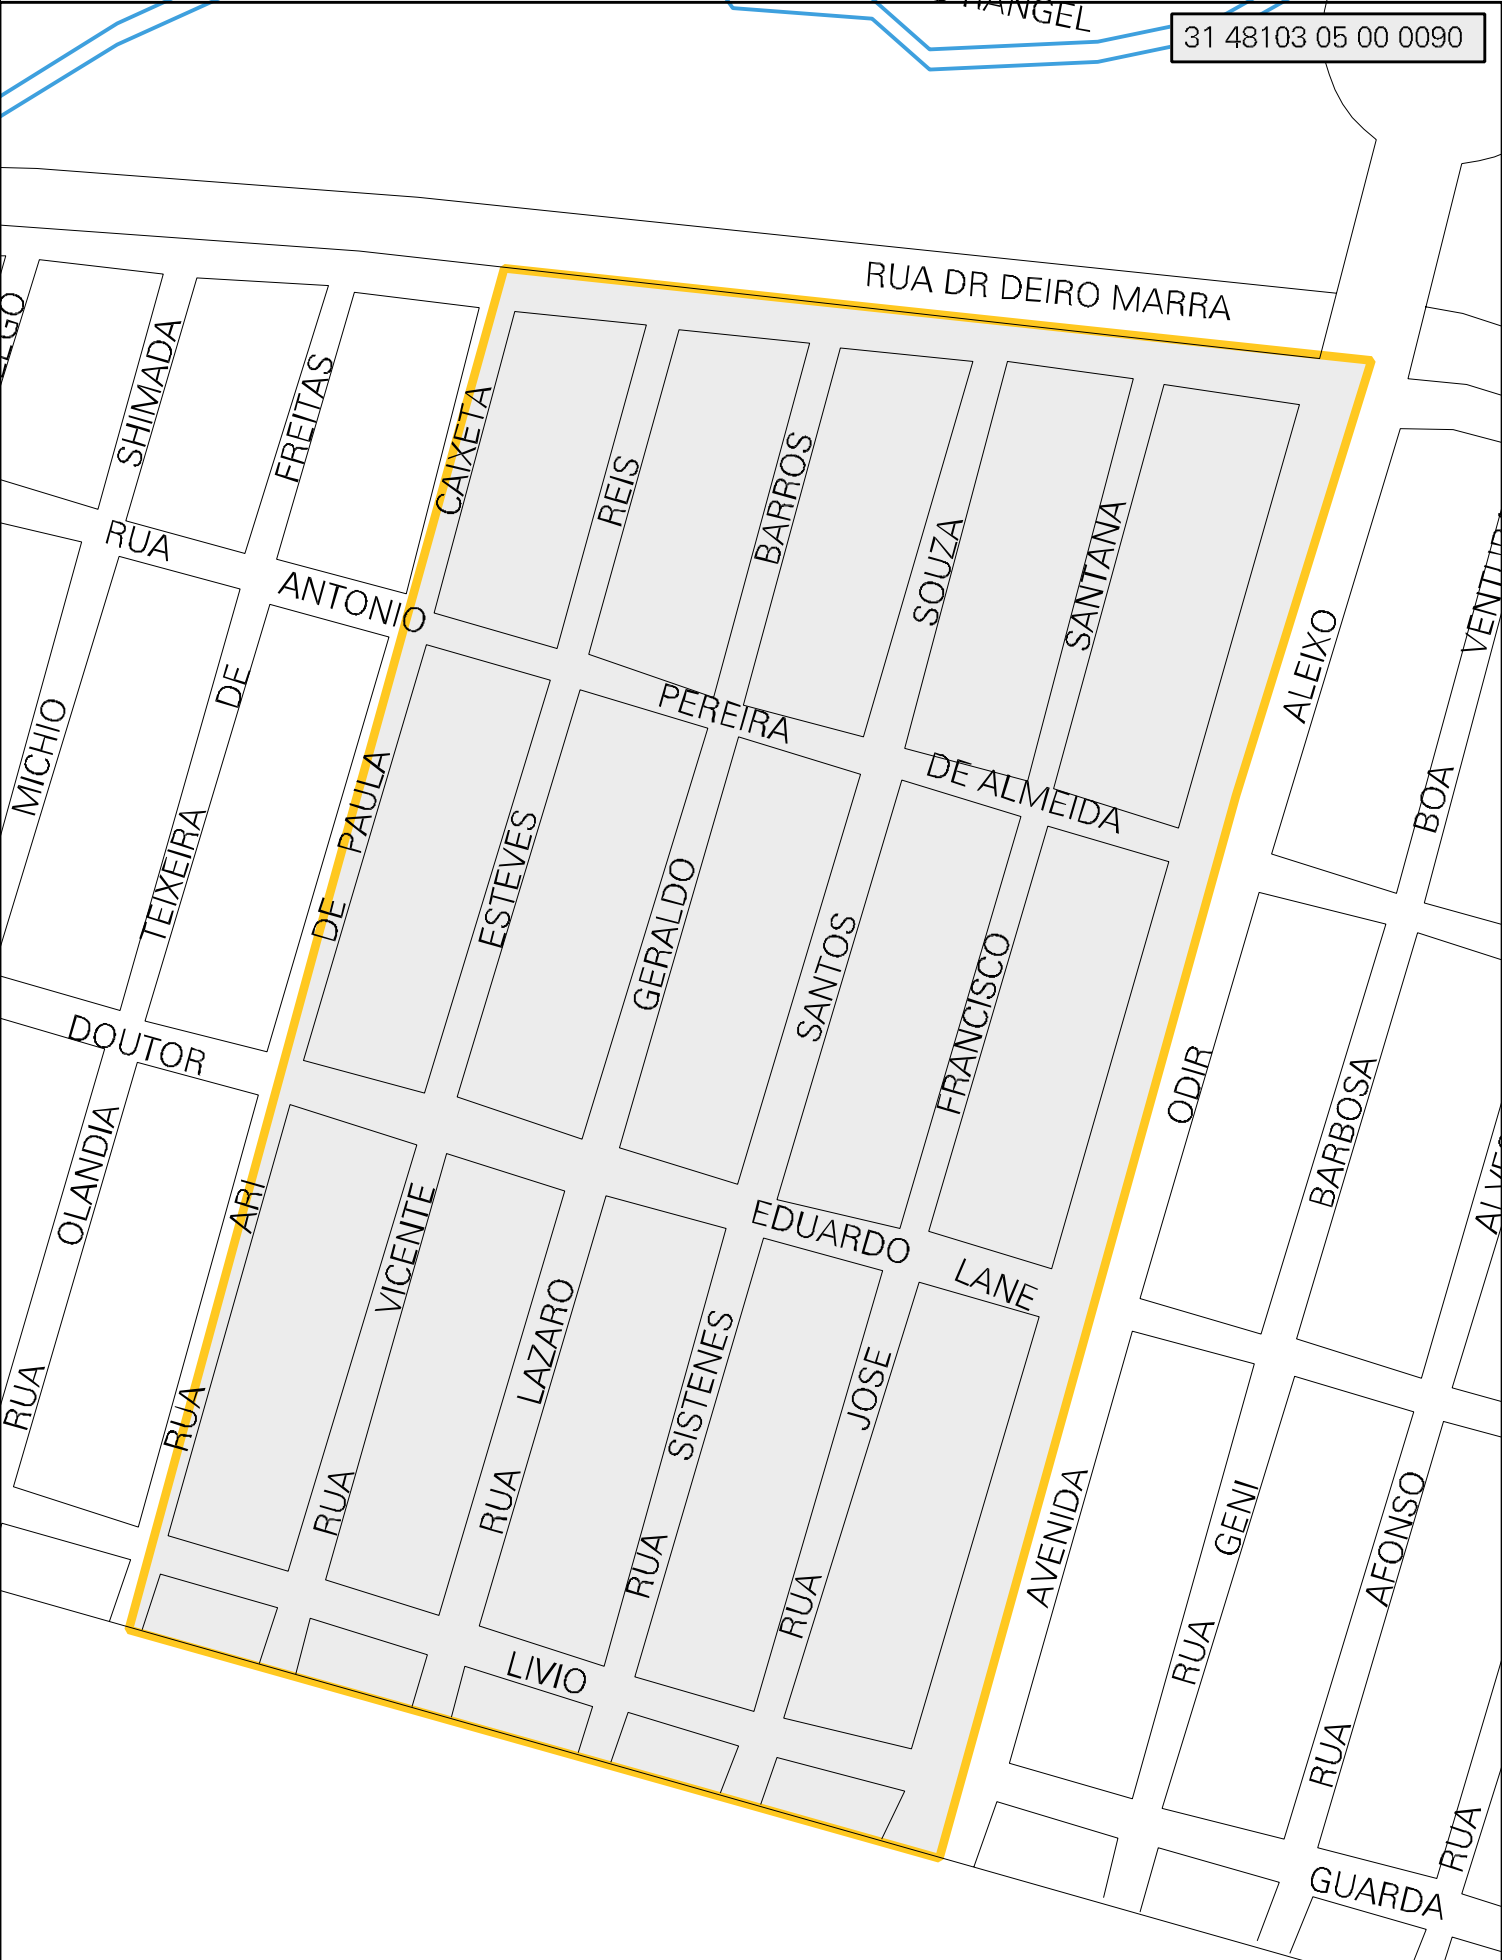 RANGEL
31 48103 05 00 0090
RUA DR DEIRO MARRA
SHIMADA
FREITAS
CAIXETA
REIS
BARROS
SOUZA
SANTANA
RUA
ANTONIO
PEREIRA
DE ALMEIDA
ALEIXO
MICHIO
DE
TEIXEIRA
PAULA
DE
ESTEVES
GERALDO
SANTOS
FRANCISCO
BOA
DOUTOR
OLANDIA
ARI
VICENTE
EDUARDO
LANE
ODIR
BARBOSA
RUA
RUA
LAZARO
SISTENES
JOSE
RUA
RUA
RUA
RUA
AVENIDA
GENI
AFONSO
LIVIO
RUA
RUA
RUA
GUARDA